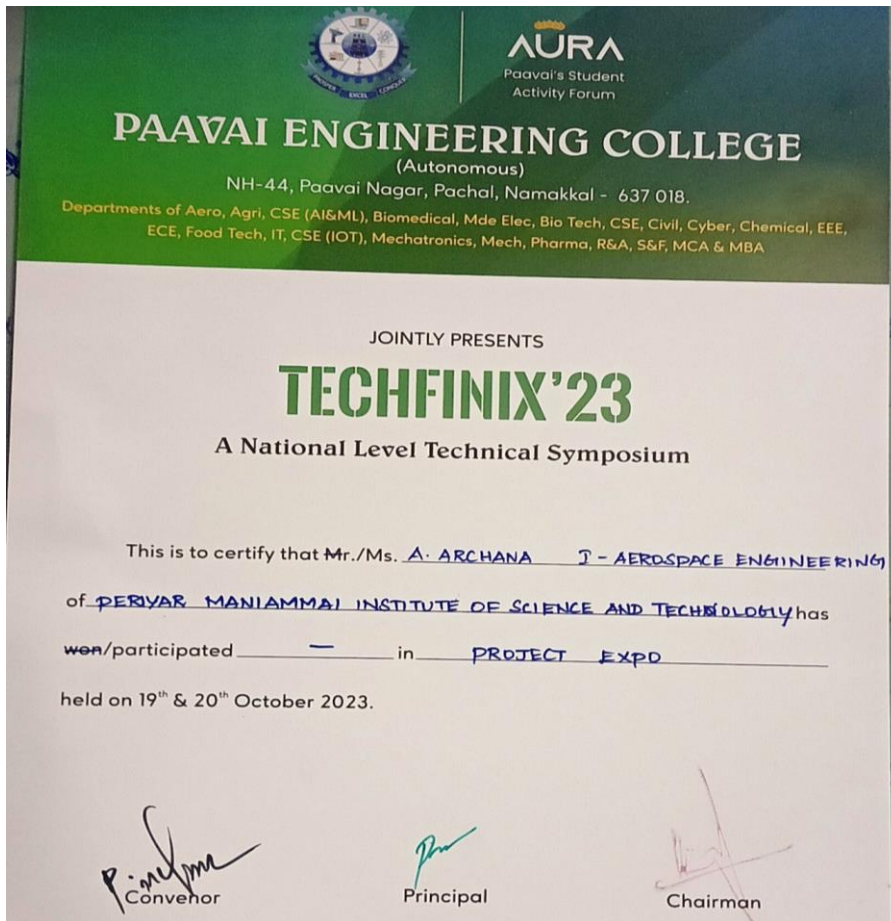 AURA
Paavai's Student
Activity Forum
PROSPER EXCEL CONQUER
PAAVAI ENGINEERING COLLEGE
(Autonomous)
NH-44, Paavai Nagar, Pachal, Namakkal - 637 018.
Departments of Aero, Agri, CSE (AI&ML), Biomedical, Mde Elec, Bio Tech, CSE, Civil, Cyber, Chemical, EEE,
ECE, Food Tech, IT, CSE (IOT), Mechatronics, Mech, Pharma, R&A, S&F, MCA & MBA
JOINTLY PRESENTS
TECHFINIX'23
A National Level Technical Symposium
This is to certify that Mr./Ms. A. ARCHANA I - AEROSPACE ENGINEERING
of PERIYAR MANIAMMAI INSTITUTE OF SCIENCE AND TECHNOLOGY has
won/participated — in PROJECT EXPO
held on 19th & 20th October 2023.
Convenor Principal Chairman